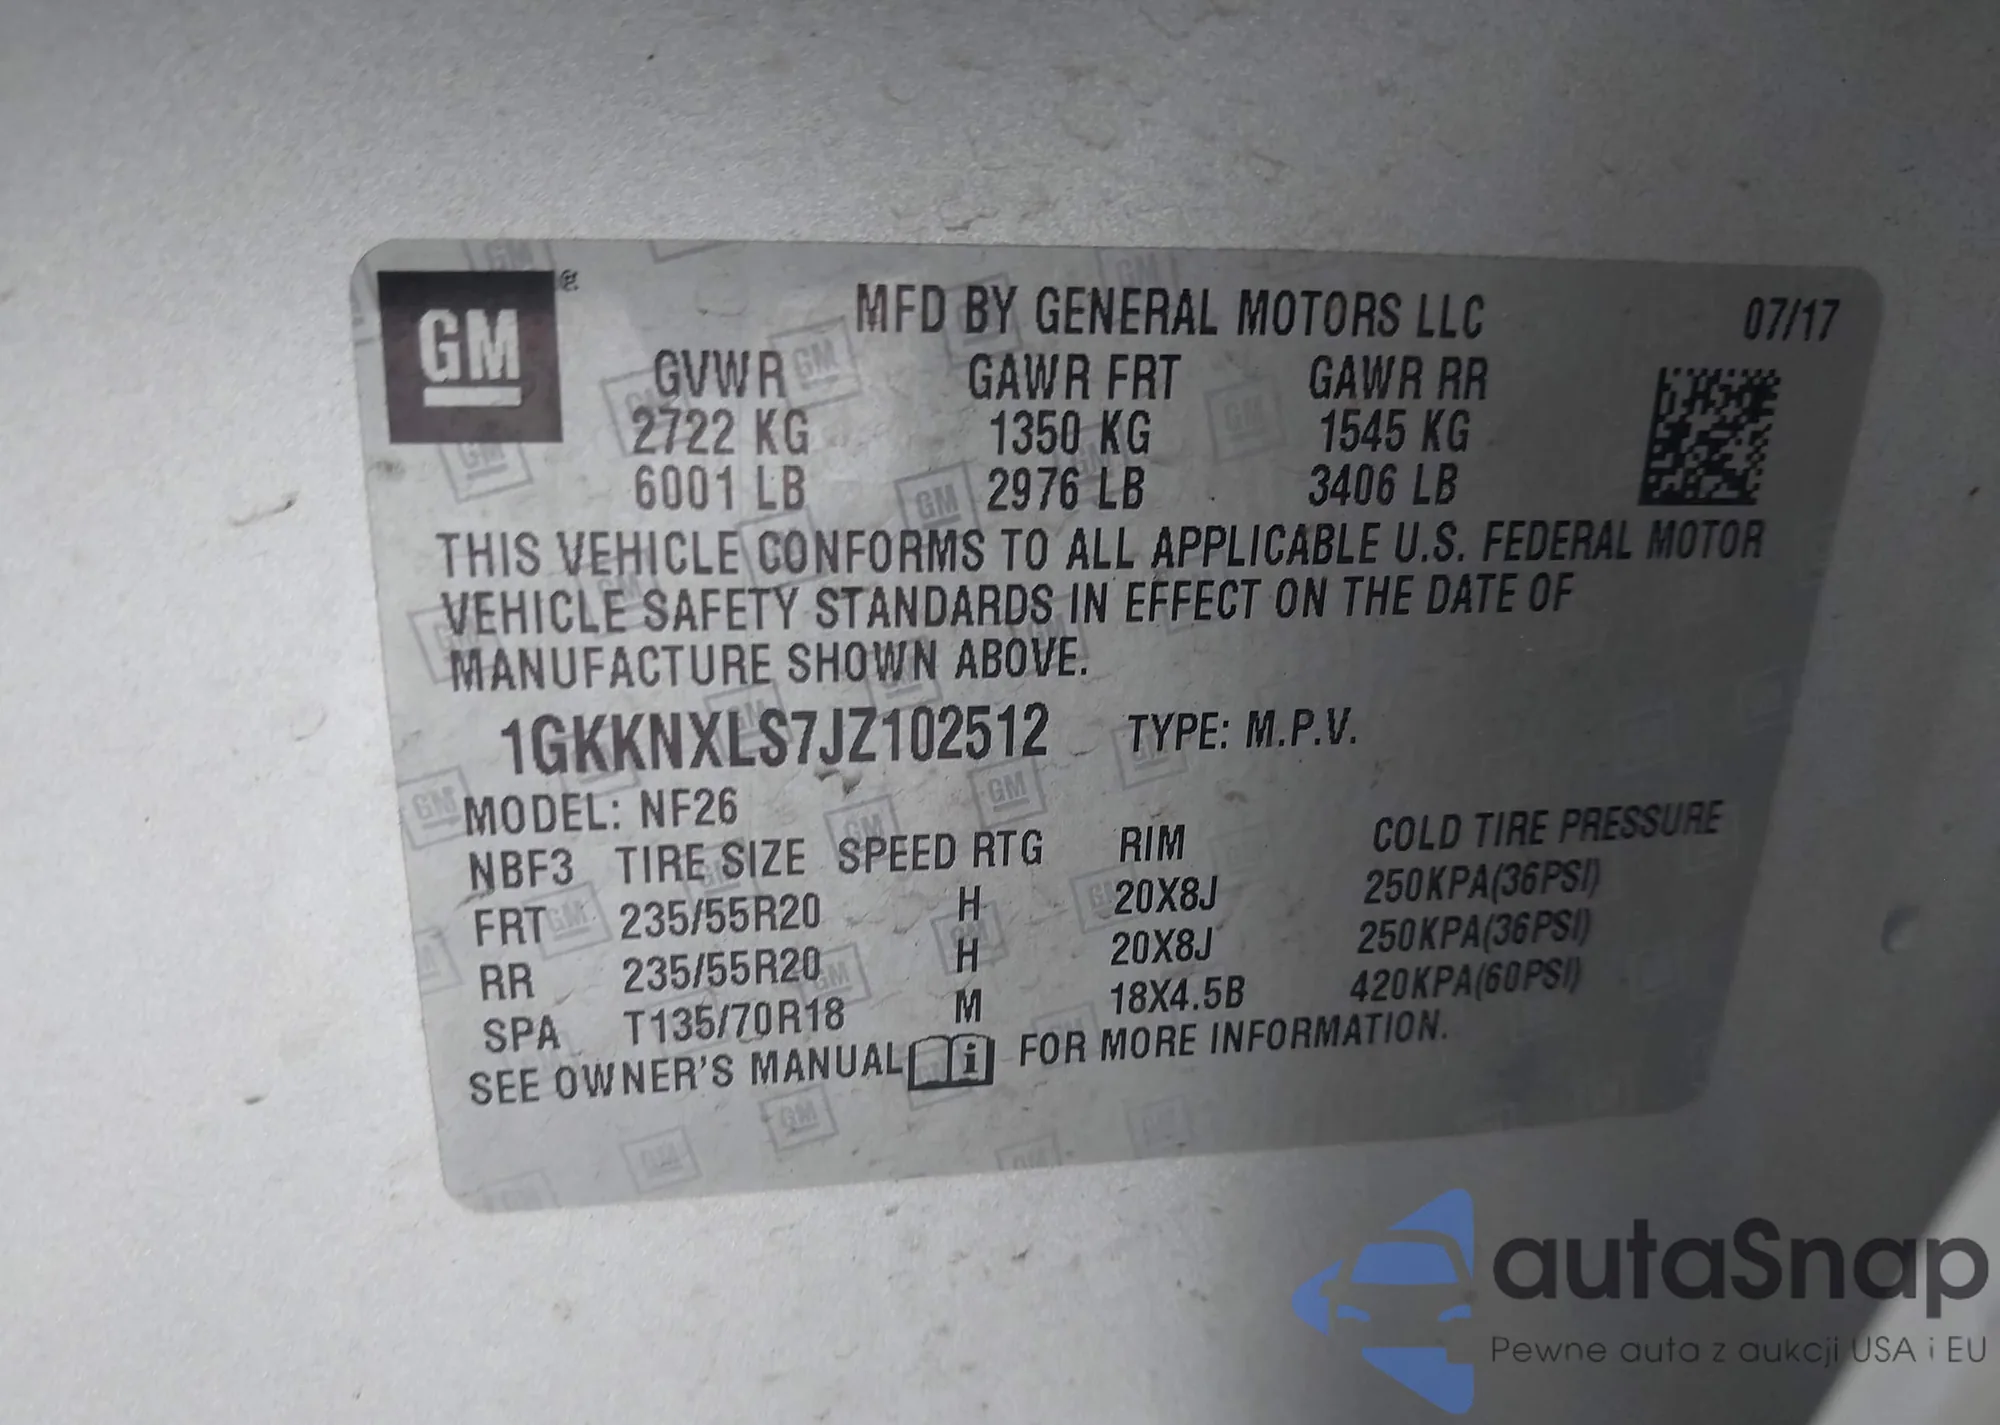 GM
MFD BY GENERAL MOTORS LLC 07/17
GVWR GAWR FRT GAWR RR
2722 KG 1350 KG 1545 KG
6001 LB 2976 LB 3406 LB
THIS VEHICLE CONFORMS TO ALL APPLICABLE U.S. FEDERAL MOTOR
VEHICLE SAFETY STANDARDS IN EFFECT ON THE DATE OF
MANUFACTURE SHOWN ABOVE.
1GKKNXLS7JZ102512 TYPE: M.P.V.
MODEL: NF26
NBF3 TIRE SIZE SPEED RTG RIM COLD TIRE PRESSURE
FRT 235/55R20 H 20X8J 250KPA(36PSI)
RR 235/55R20 H 20X8J 250KPA(36PSI)
SPA T135/70R18 M 18X4.5B 420KPA(60PSI)
SEE OWNER'S MANUAL i FOR MORE INFORMATION.
autaSnap
Pewne auta z aukcji USA i EU